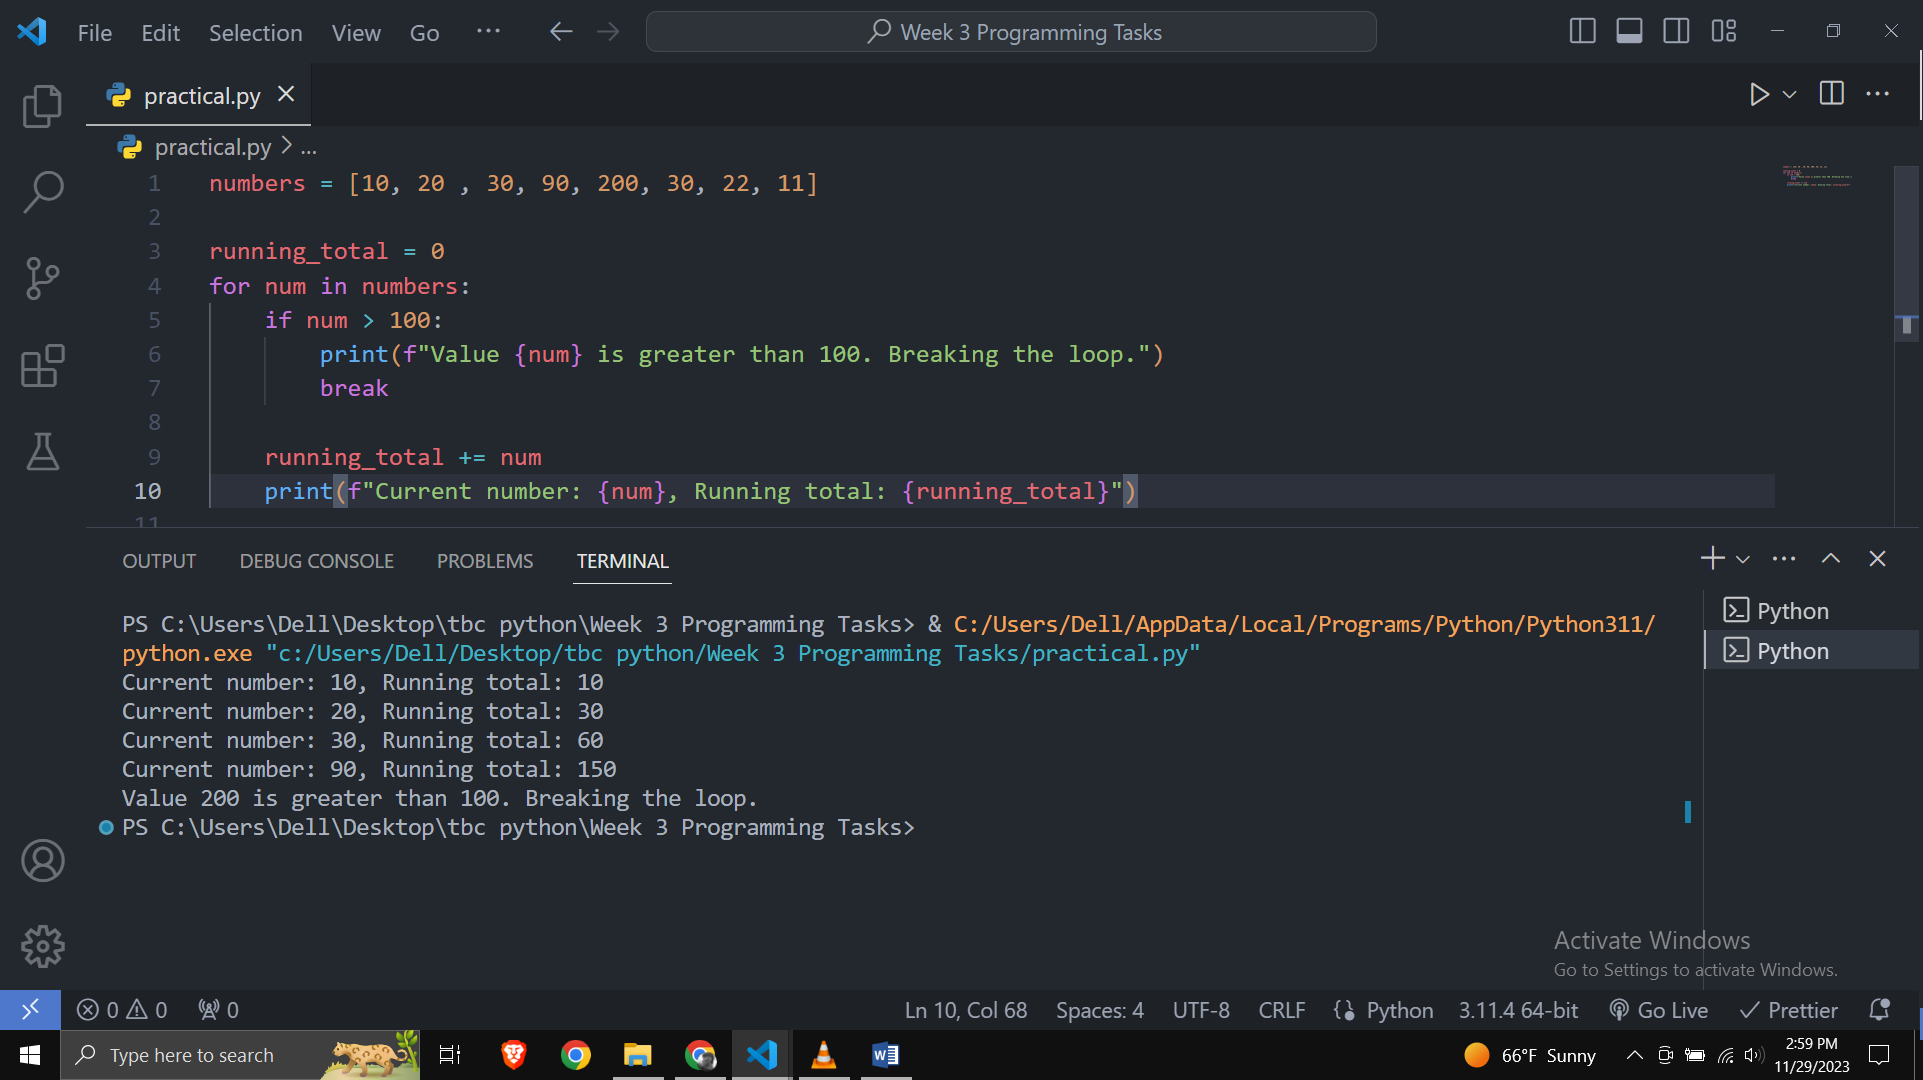 File Edit Selection View Go ... Week 3 Programming Tasks
practical.py
practical.py > ...
1 numbers = [10, 20 , 30, 90, 200, 30, 22, 11]
2
3 running_total = 0
4 for num in numbers:
5 if num > 100:
6 print(f"Value {num} is greater than 100. Breaking the loop.")
7 break
8
9 running_total += num
10 print(f"Current number: {num}, Running total: {running_total}")
11
OUTPUT DEBUG CONSOLE PROBLEMS TERMINAL
PS C:\Users\Dell\Desktop\tbc python\Week 3 Programming Tasks> & C:/Users/Dell/AppData/Local/Programs/Python/Python311/
python.exe "c:/Users/Dell/Desktop/tbc python/Week 3 Programming Tasks/practical.py"
Current number: 10, Running total: 10
Current number: 20, Running total: 30
Current number: 30, Running total: 60
Current number: 90, Running total: 150
Value 200 is greater than 100. Breaking the loop.
PS C:\Users\Dell\Desktop\tbc python\Week 3 Programming Tasks>
Python
Python
Activate Windows
Go to Settings to activate Windows.
0 0 0 Ln 10, Col 68 Spaces: 4 UTF-8 CRLF {} Python 3.11.4 64-bit Go Live Prettier
Type here to search 66°F Sunny 2:59 PM
11/29/2023